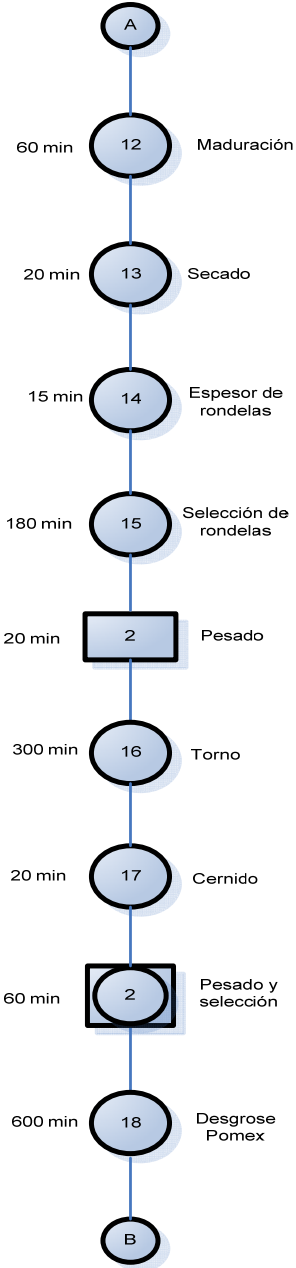 A
60 min 12 Maduración
20 min 13 Secado
15 min 14 Espesor de
rondelas
180 min 15 Selección de
rondelas
20 min 2 Pesado
300 min 16 Torno
20 min 17 Cernido
60 min 2 Pesado y
selección
600 min 18 Desgrose
Pomex
B